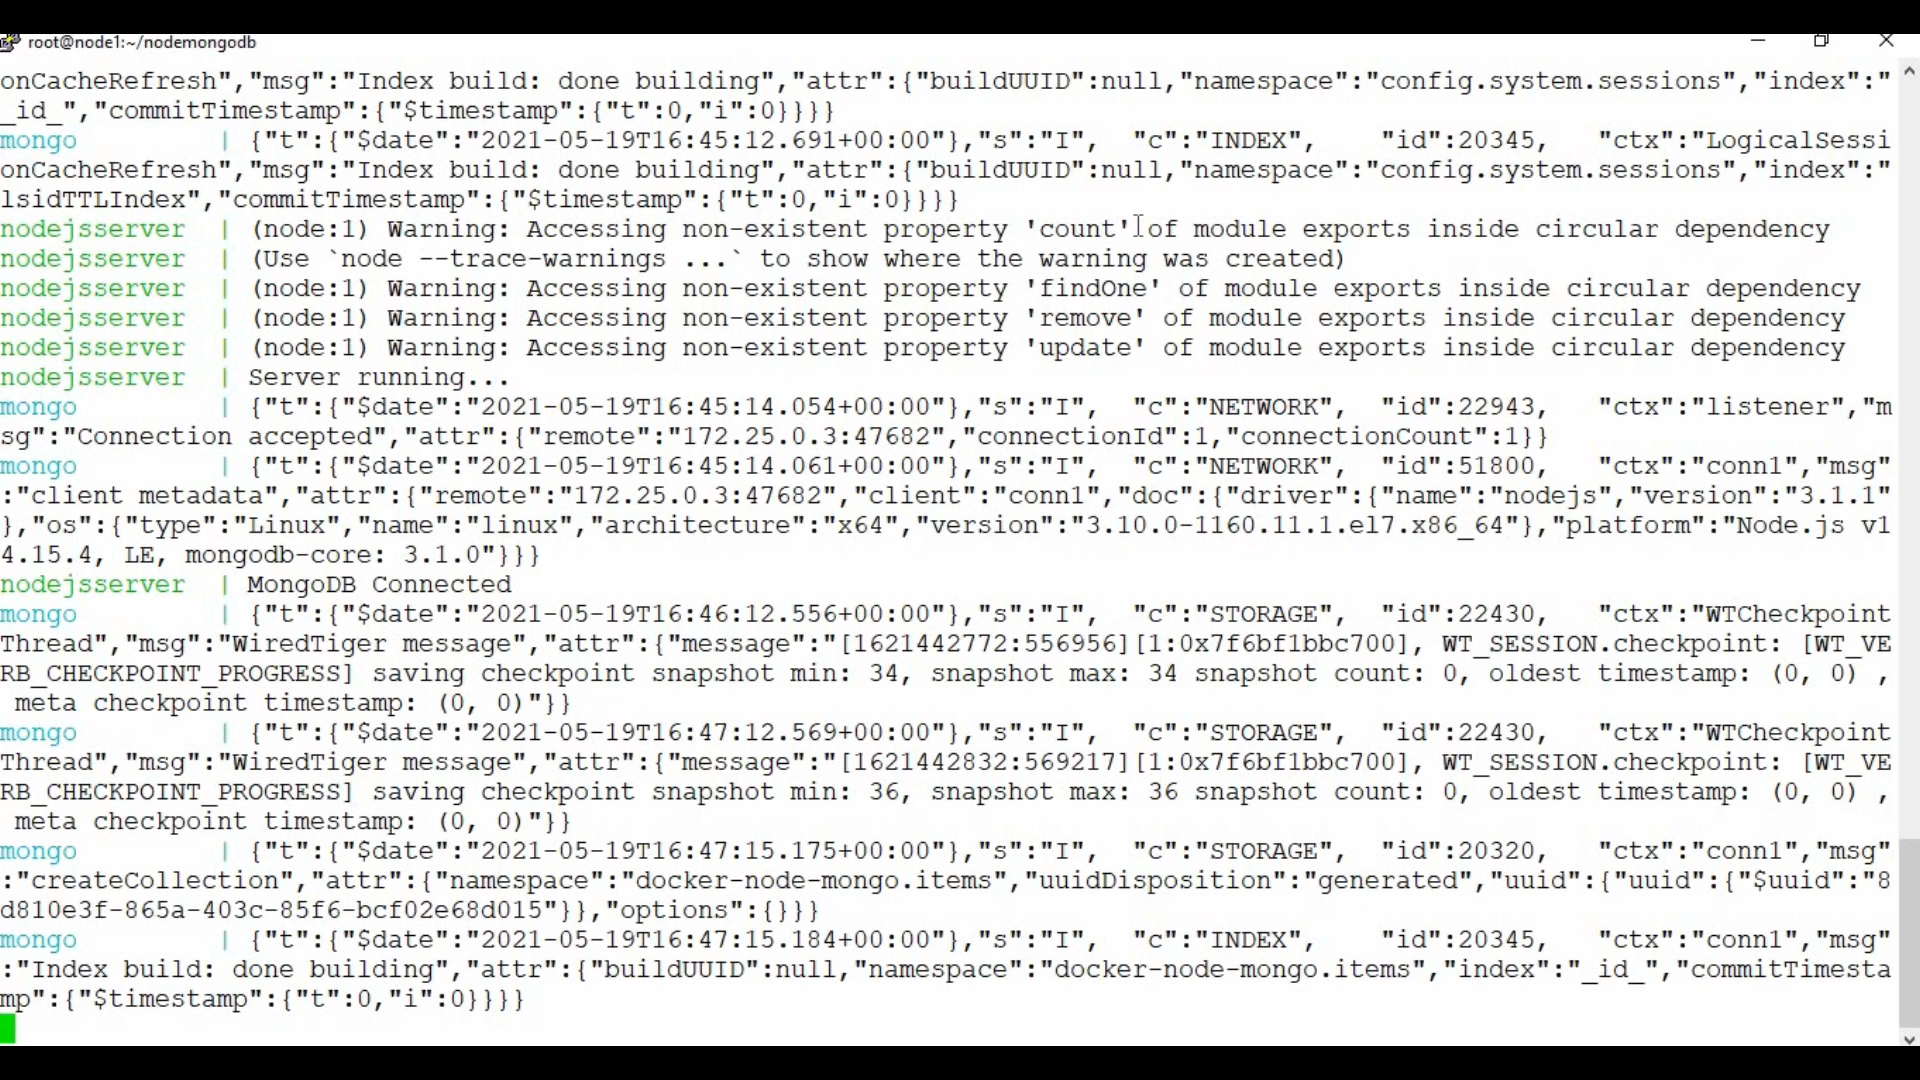 root@node1:~/nodemongodb
onCacheRefresh","msg":"Index build: done building","attr":{"buildUUID":null,"namespace":"config.system.sessions","index":"
_id_","commitTimestamp":{"$timestamp":{"t":0,"i":0}}}}
mongo | {"t":{"$date":"2021-05-19T16:45:12.691+00:00"},"s":"I", "c":"INDEX", "id":20345, "ctx":"LogicalSessi
onCacheRefresh","msg":"Index build: done building","attr":{"buildUUID":null,"namespace":"config.system.sessions","index":"
lsidTTLIndex","commitTimestamp":{"$timestamp":{"t":0,"i":0}}}}
nodejsserver | (node:1) Warning: Accessing non-existent property 'count' of module exports inside circular dependency
nodejsserver | (Use `node --trace-warnings ...` to show where the warning was created)
nodejsserver | (node:1) Warning: Accessing non-existent property 'findOne' of module exports inside circular dependency
nodejsserver | (node:1) Warning: Accessing non-existent property 'remove' of module exports inside circular dependency
nodejsserver | (node:1) Warning: Accessing non-existent property 'update' of module exports inside circular dependency
nodejsserver | Server running...
mongo | {"t":{"$date":"2021-05-19T16:45:14.054+00:00"},"s":"I", "c":"NETWORK", "id":22943, "ctx":"listener","m
sg":"Connection accepted","attr":{"remote":"172.25.0.3:47682","connectionId":1,"connectionCount":1}}
mongo | {"t":{"$date":"2021-05-19T16:45:14.061+00:00"},"s":"I", "c":"NETWORK", "id":51800, "ctx":"conn1","msg"
:"client metadata","attr":{"remote":"172.25.0.3:47682","client":"conn1","doc":{"driver":{"name":"nodejs","version":"3.1.1"
},"os":{"type":"Linux","name":"linux","architecture":"x64","version":"3.10.0-1160.11.1.el7.x86_64"},"platform":"Node.js v1
4.15.4, LE, mongodb-core: 3.1.0"}}}
nodejsserver | MongoDB Connected
mongo | {"t":{"$date":"2021-05-19T16:46:12.556+00:00"},"s":"I", "c":"STORAGE", "id":22430, "ctx":"WTCheckpoint
Thread","msg":"WiredTiger message","attr":{"message":"[1621442772:556956][1:0x7f6bf1bbc700], WT_SESSION.checkpoint: [WT_VE
RB_CHECKPOINT_PROGRESS] saving checkpoint snapshot min: 34, snapshot max: 34 snapshot count: 0, oldest timestamp: (0, 0) ,
meta checkpoint timestamp: (0, 0)"}}
mongo | {"t":{"$date":"2021-05-19T16:47:12.569+00:00"},"s":"I", "c":"STORAGE", "id":22430, "ctx":"WTCheckpoint
Thread","msg":"WiredTiger message","attr":{"message":"[1621442832:569217][1:0x7f6bf1bbc700], WT_SESSION.checkpoint: [WT_VE
RB_CHECKPOINT_PROGRESS] saving checkpoint snapshot min: 36, snapshot max: 36 snapshot count: 0, oldest timestamp: (0, 0) ,
meta checkpoint timestamp: (0, 0)"}}
mongo | {"t":{"$date":"2021-05-19T16:47:15.175+00:00"},"s":"I", "c":"STORAGE", "id":20320, "ctx":"conn1","msg"
:"createCollection","attr":{"namespace":"docker-node-mongo.items","uuidDisposition":"generated","uuid":{"uuid":{"$uuid":"8
d810e3f-865a-403c-85f6-bcf02e68d015"}},"options":{}}}
mongo | {"t":{"$date":"2021-05-19T16:47:15.184+00:00"},"s":"I", "c":"INDEX", "id":20345, "ctx":"conn1","msg"
:"Index build: done building","attr":{"buildUUID":null,"namespace":"docker-node-mongo.items","index":"_id_","commitTimesta
mp":{"$timestamp":{"t":0,"i":0}}}}